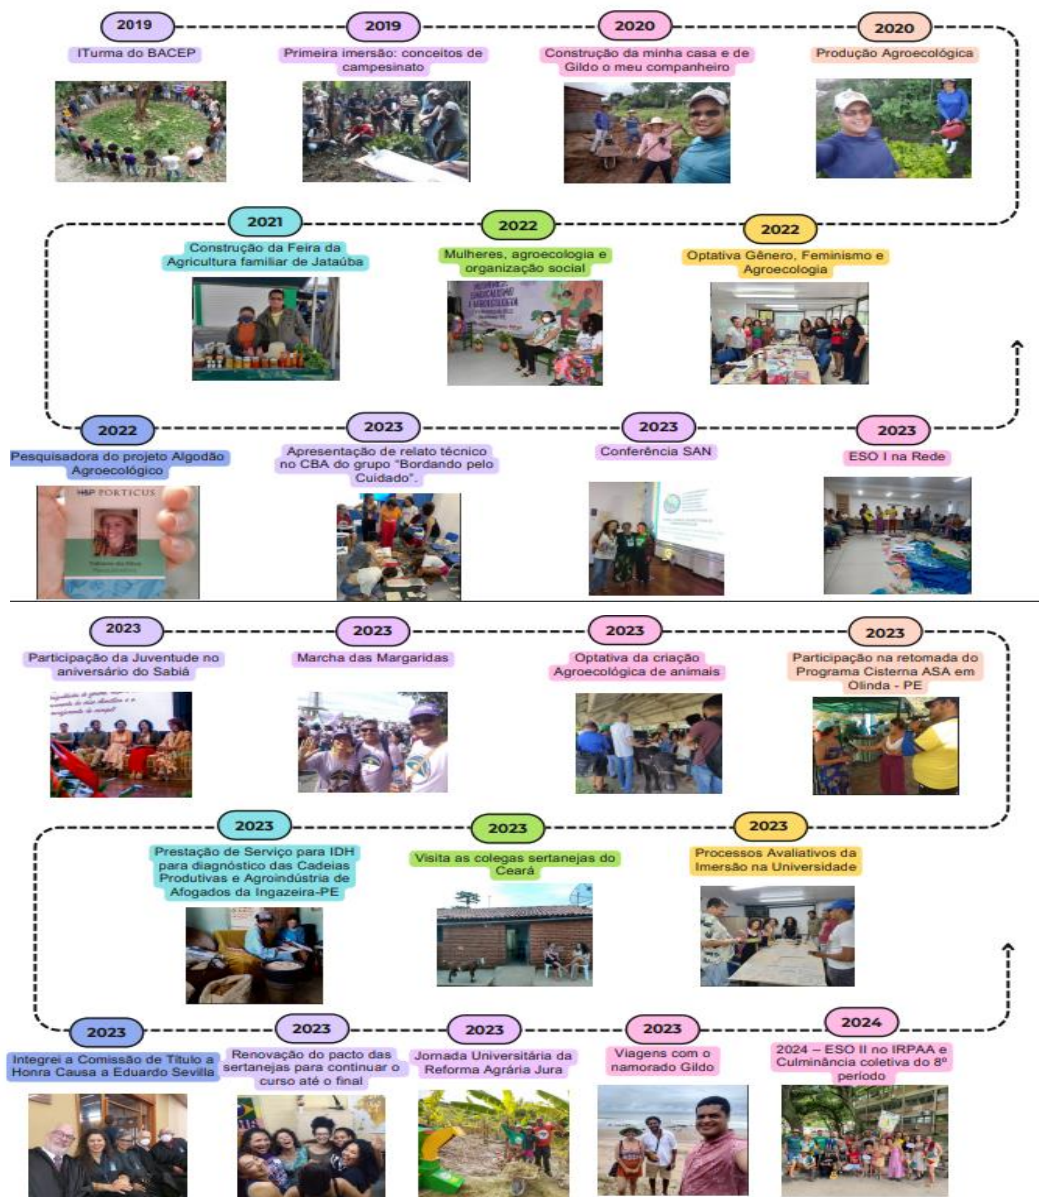 2019
ITurma do BACEP
2019
Primeira imersão: conceitos de
campesinato
2020
Construção da minha casa e de
Gildo o meu companheiro
2020
Produção Agroecológica
2021
Construção da Feira da
Agricultura familiar de Jataúba
2022
Mulheres, agroecologia e
organização social
2022
Optativa Gênero, Feminismo e
Agroecologia
2022
Pesquisadora do projeto Algodão
Agroecológico
PORTICUS
2023
Apresentação de relato técnico
no CBA do grupo "Bordando pelo
Cuidado".
2023
Conferência SAN
2023
ESO I na Rede
2023
Participação da Juventude no
aniversário do Sabiá
2023
Marcha das Margaridas
2023
Optativa da criação
Agroecológica de animais
2023
Participação na retomada do
Programa Cisterna ASA em
Olinda - PE
2023
Prestação de Serviço para IDH
para diagnóstico das Cadeias
Produtivas e Agroindústria de
Afogados da Ingazeira-PE
2023
Visita as colegas sertanejas do
Ceará
2023
Processos Avaliativos da
Imersão na Universidade
2023
Integrei a Comissão de Título a
Honra Causa a Eduardo Sevilla
2023
Renovação do pacto das
sertanejas para continuar o
curso até o final
2023
Jornada Universitária da
Reforma Agrária Jura
2023
Viagens com o
namorado Gildo
2024
2024 – ESO II no IRPAA e
Culminância coletiva do 8º
período